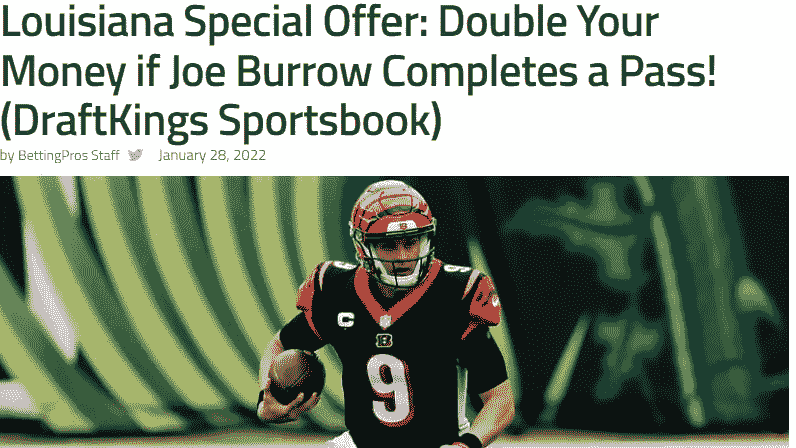 Louisiana Special Offer: Double Your
Money if Joe Burrow Completes a Pass!
(DraftKings Sportsbook)
by BettingPros Staff January 28, 2022
9 9
C
B
9